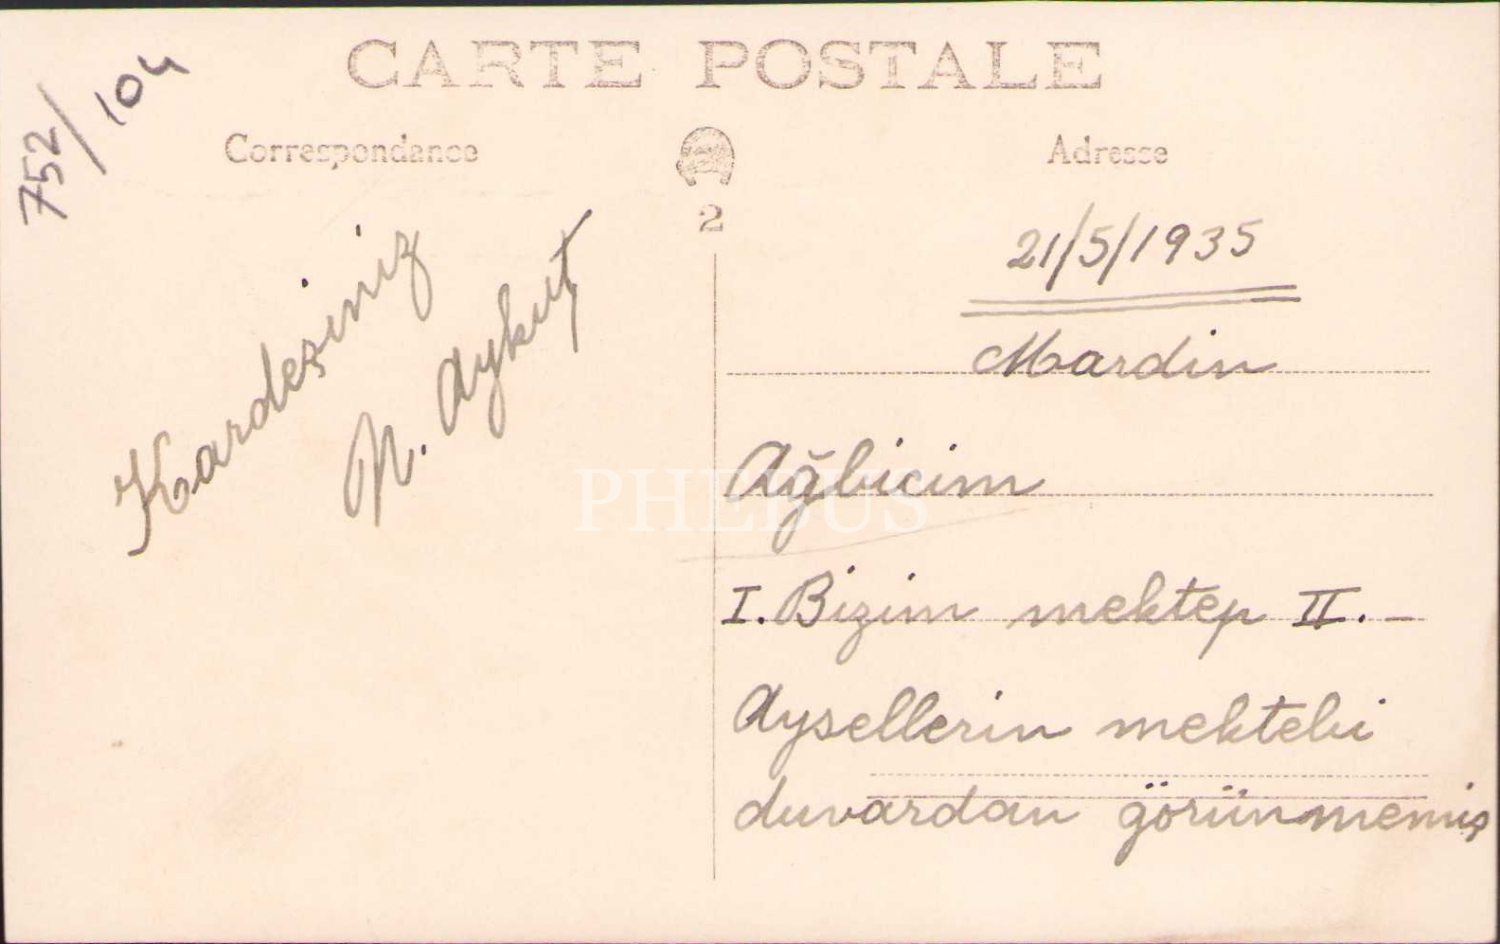 CARTE POSTALE
752/104
Correspondance
Adresse
2
Kardeşiniz
N. Aykut
21/5/1935
Mardin
Ağbicim
I. Bizim mektep II. –
Aysellerin mektebi
duvardan görünmemiş
PHEBUS